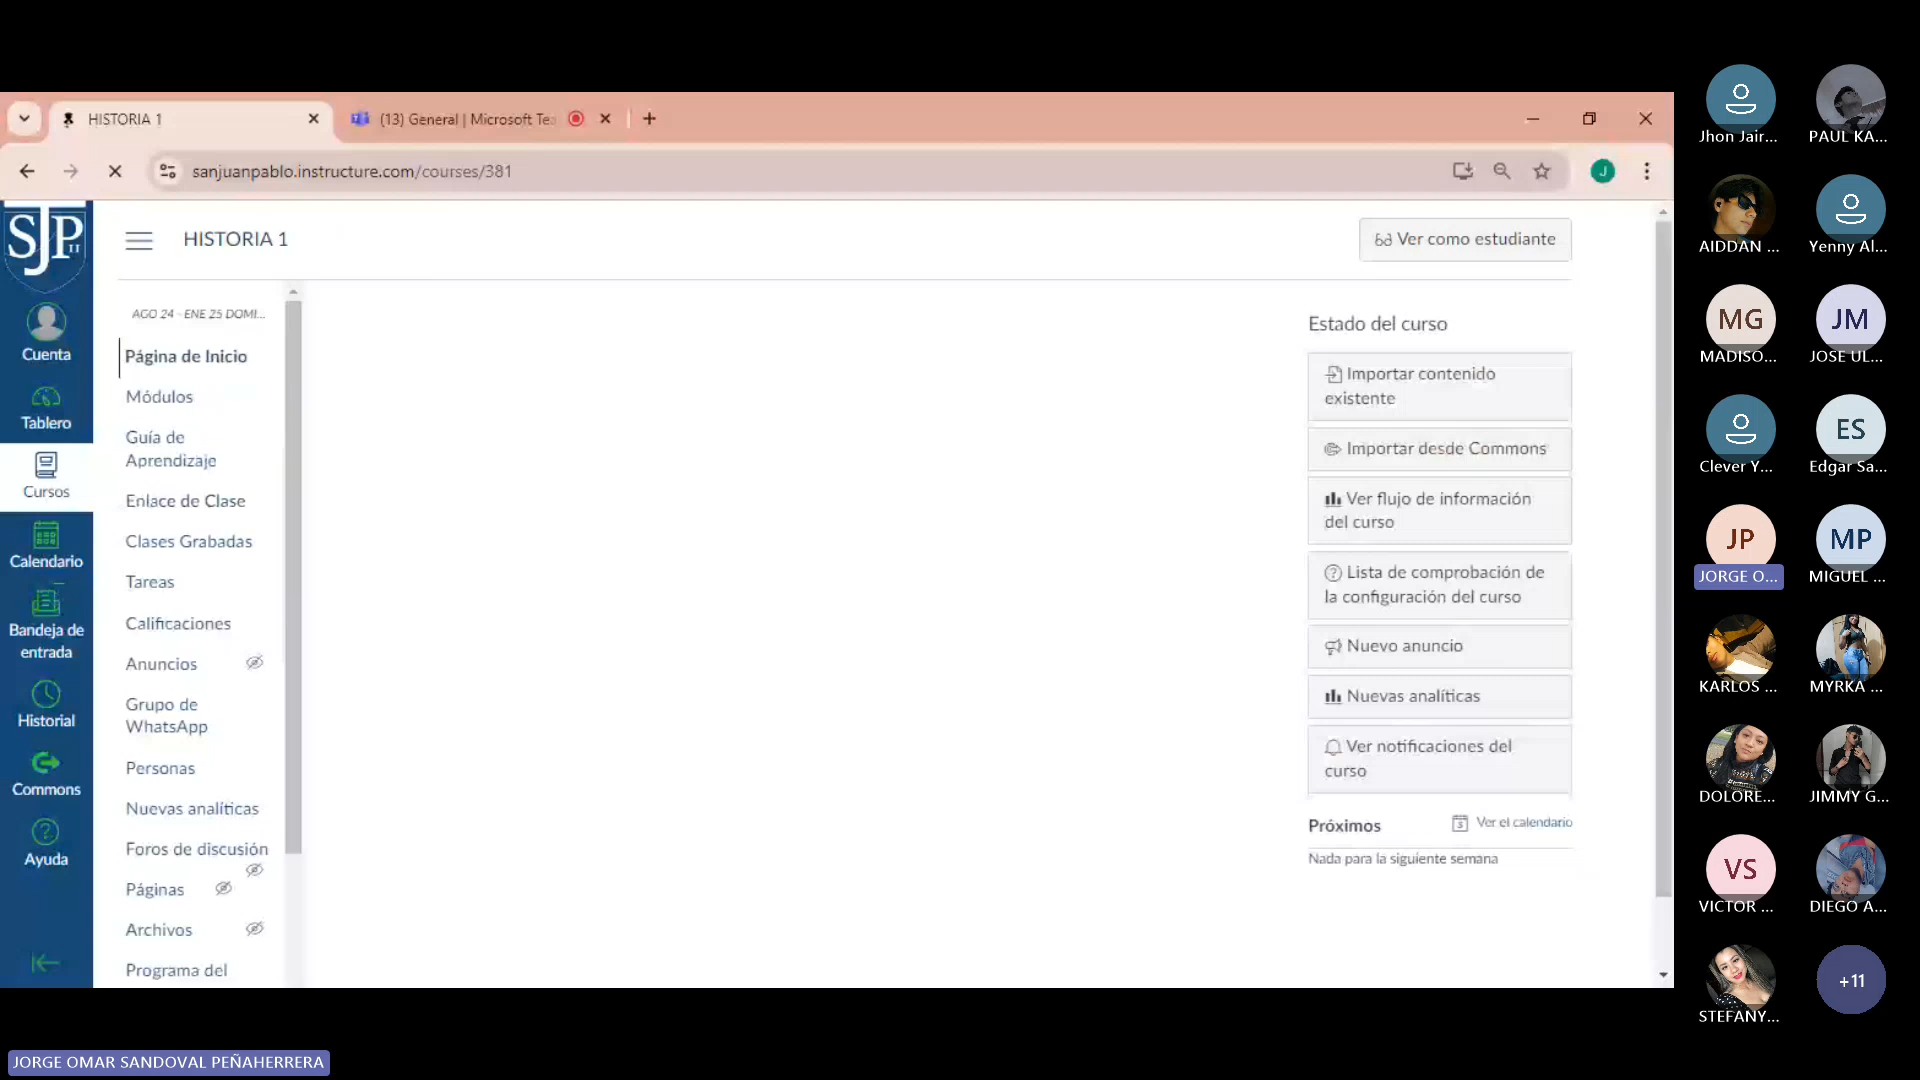 HISTORIA 1
(13) General | Microsoft Te
sanjuanpablo.instructure.com/courses/381
J
SJP
II
HISTORIA 1
Ver como estudiante
Cuenta
Tablero
Cursos
Calendario
Bandeja de
entrada
Historial
Commons
Ayuda
AGO 24 - ENE 25 DOMI...
Página de Inicio
Módulos
Guía de
Aprendizaje
Enlace de Clase
Clases Grabadas
Tareas
Calificaciones
Anuncios
Grupo de
WhatsApp
Personas
Nuevas analíticas
Foros de discusión
Páginas
Archivos
Programa del
Estado del curso
Importar contenido
existente
Importar desde Commons
Ver flujo de información
del curso
Lista de comprobación de
la configuración del curso
Nuevo anuncio
Nuevas analíticas
Ver notificaciones del
curso
Próximos
Ver el calendario
Nada para la siguiente semana
Jhon Jair...
PAUL KA...
AIDDAN ...
Yenny Al...
MG
MADISO...
JM
JOSE UL...
Clever Y...
ES
Edgar Sa...
JP
JORGE O...
MP
MIGUEL ...
KARLOS ...
MYRKA ...
DOLORE...
JIMMY G...
VS
VICTOR ...
DIEGO A...
STEFANY...
+11
JORGE OMAR SANDOVAL PEÑAHERRERA